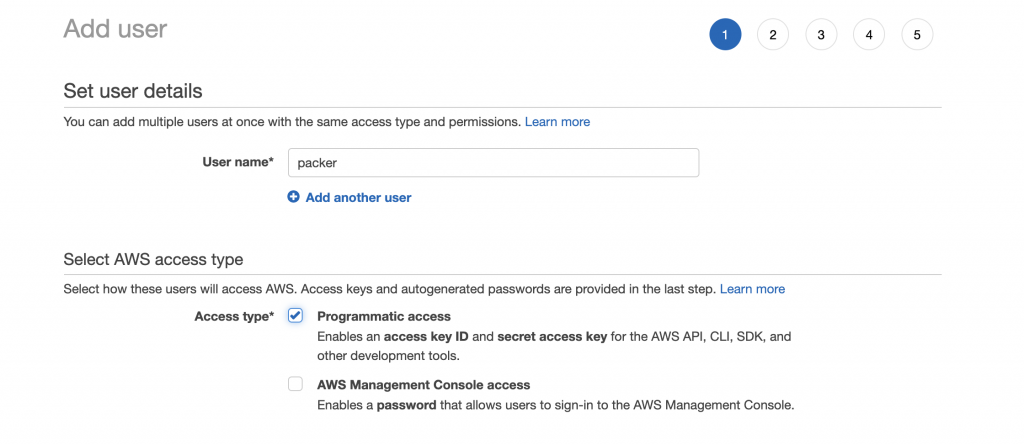 Add user
1 2 3 4 5
Set user details
You can add multiple users at once with the same access type and permissions. Learn more
User name* packer
Add another user
Select AWS access type
Select how these users will access AWS. Access keys and autogenerated passwords are provided in the last step. Learn more
Access type* Programmatic access
Enables an access key ID and secret access key for the AWS API, CLI, SDK, and
other development tools.
AWS Management Console access
Enables a password that allows users to sign-in to the AWS Management Console.